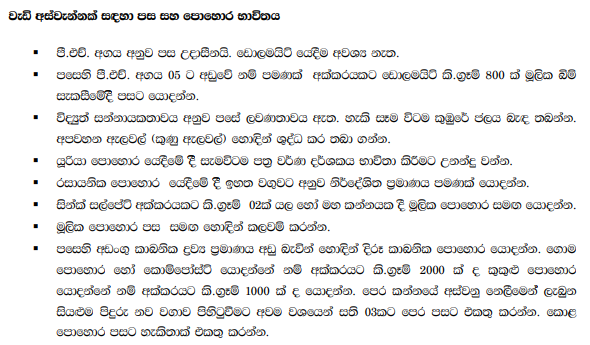 වැඩි අස්වැන්නක් සඳහා පස සහ පොහොර භාවිතය
▪ පී.එච්. අගය අනුව පස උදාසීනයි. ඩොලමයිට් යෙදීම අවශ්‍ය නැත.
▪ පසෙහි පී.එච්. අගය 05 ට අඩුවේ නම් පමණක් අක්කරයකට ඩොලමයිට් කි.ග්‍රෑම් 800 ක් මූලික බිම්
සැකසීමේදී පසට යොදන්න.
▪ විද්‍යුත් සන්නායකතාවය අනුව පසේ ලවණතාවය ඇත. හැකි සෑම විටම කුඹුරේ ජලය බැඳ තබන්න.
අපවහන ඇලවල් (කුණු ඇලවල්) හොඳින් ශුද්ධ කර තබා ගන්න.
▪ යූරියා පොහොර යෙදීමේ දී සැමවිටම පත්‍ර වර්ණ දර්ශකය භාවිතා කිරීමට උනන්දු වන්න.
▪ රසායනික පොහොර යෙදීමේ දී ඉහත වගුවට අනුව නිර්දේශිත ප්‍රමාණය පමණක් යොදන්න.
▪ සින්ක් සල්පේට් අක්කරයකට කි.ග්‍රෑම් 02ක් යල හෝ මහ කන්නයක දී මූලික පොහොර සමඟ යොදන්න.
▪ මූලික පොහොර පස සමඟ හොඳින් කලවම් කරන්න.
▪ පසෙහි අඩංගු කාබනික ද්‍රව්‍ය ප්‍රමාණය අඩු බැවින් හොඳින් දිරූ කාබනික පොහොර යොදන්න. ගොම
පොහොර හෝ කොම්පෝස්ට් යොදන්නේ නම් අක්කරයට කි.ග්‍රෑම් 2000 ක් ද කුකුළු පොහොර
යොදන්නේ නම් අක්කරයට කි.ග්‍රෑම් 1000 ක් ද යොදන්න. පෙර කන්නයේ අස්වනු නෙලීමෙන් ලැබුන
සියළුම පිදුරු නව වගාව පිහිටුවීමට අවම වශයෙන් සති 03කට පෙර පසට එකතු කරන්න. කොළ
පොහොර පසට හැකිතාක් එකතු කරන්න.